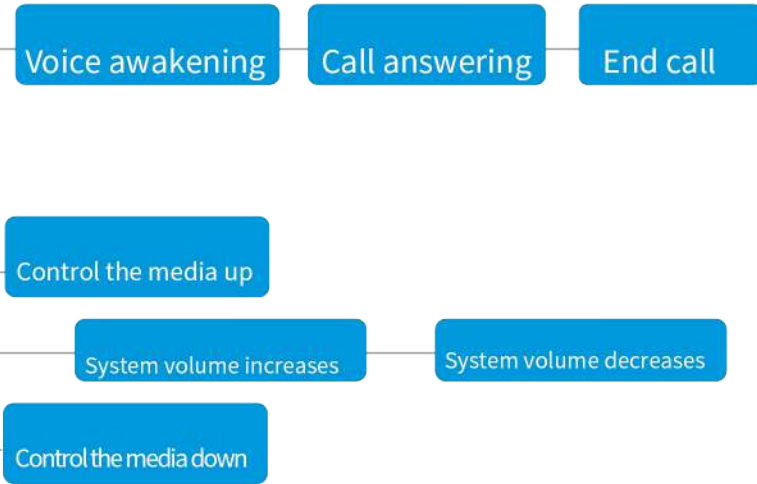 Voice awakening
Call answering
End call
Control the media up
System volume increases
System volume decreases
Control the media down